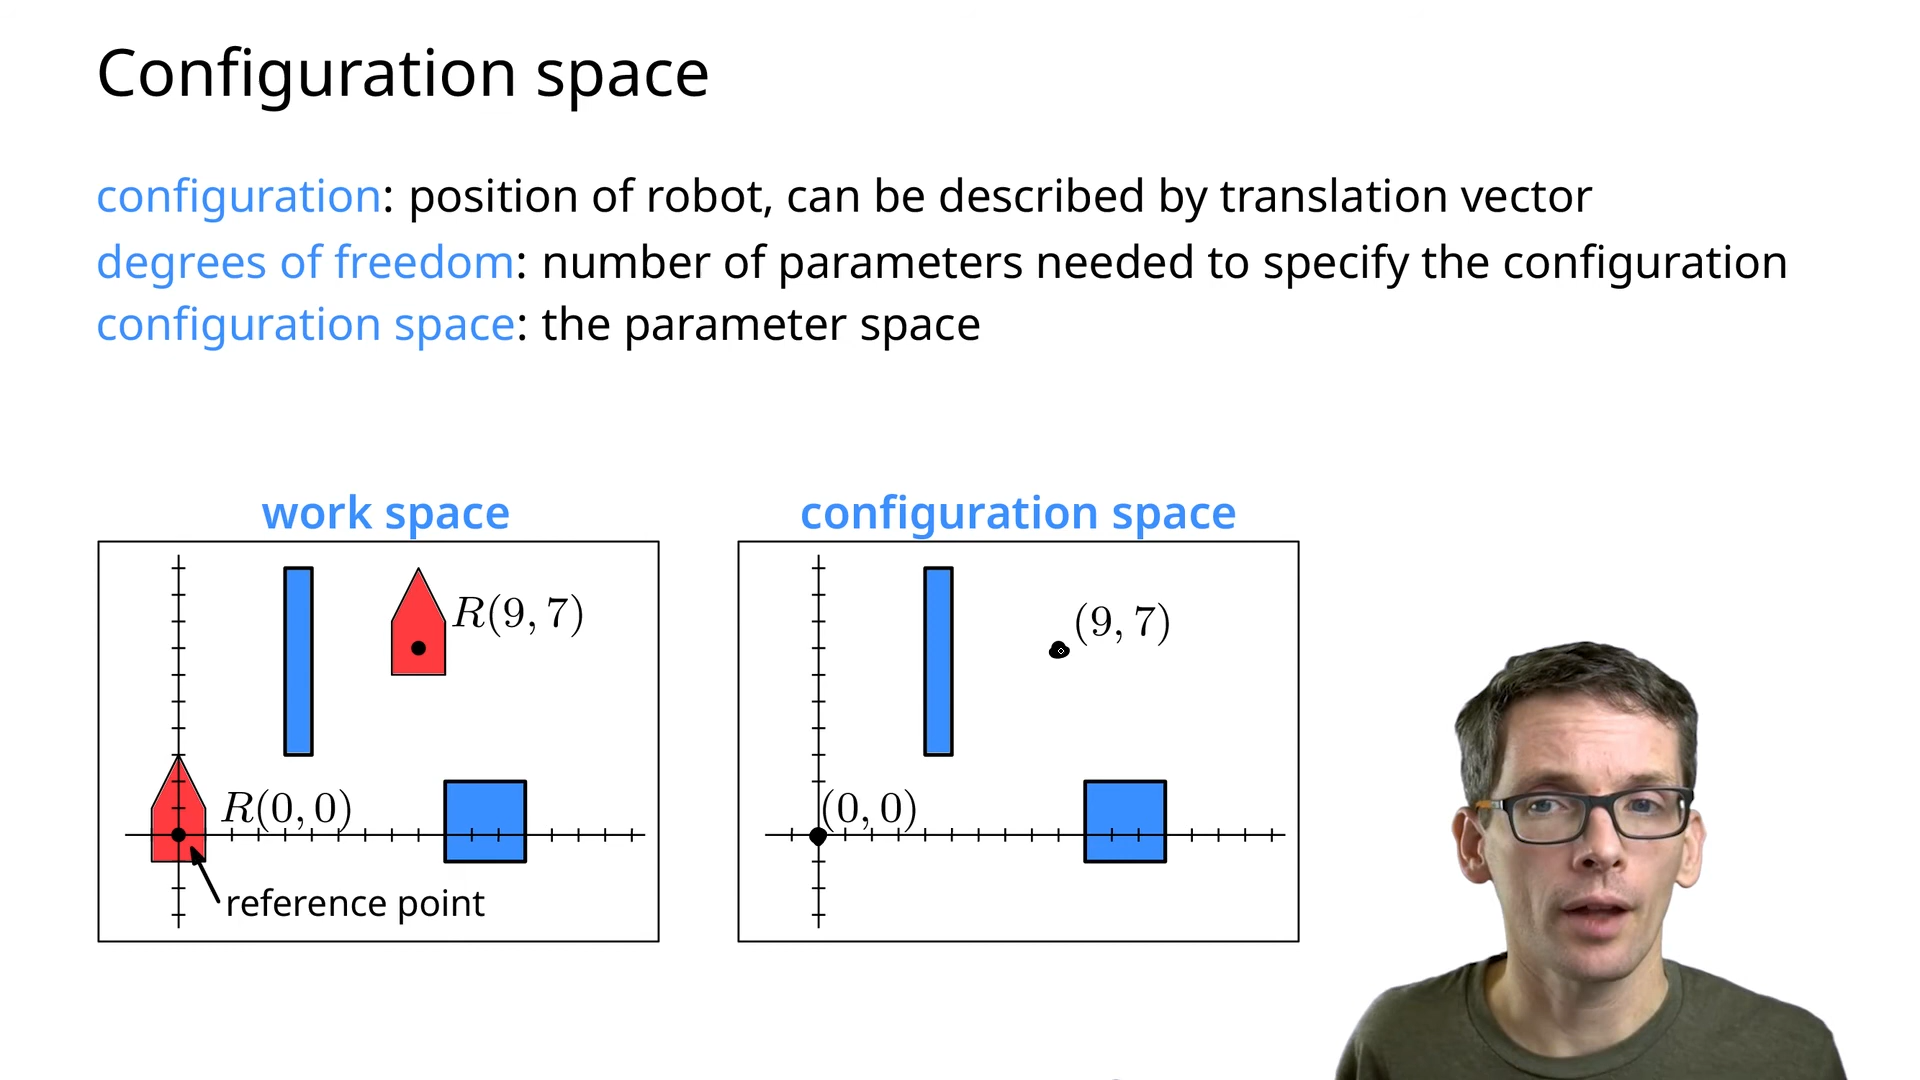 Configuration space
configuration: position of robot, can be described by translation vector
degrees of freedom: number of parameters needed to specify the configuration
configuration space: the parameter space
work space
configuration space
R(9, 7)
(9, 7)
R(0, 0)
(0, 0)
reference point